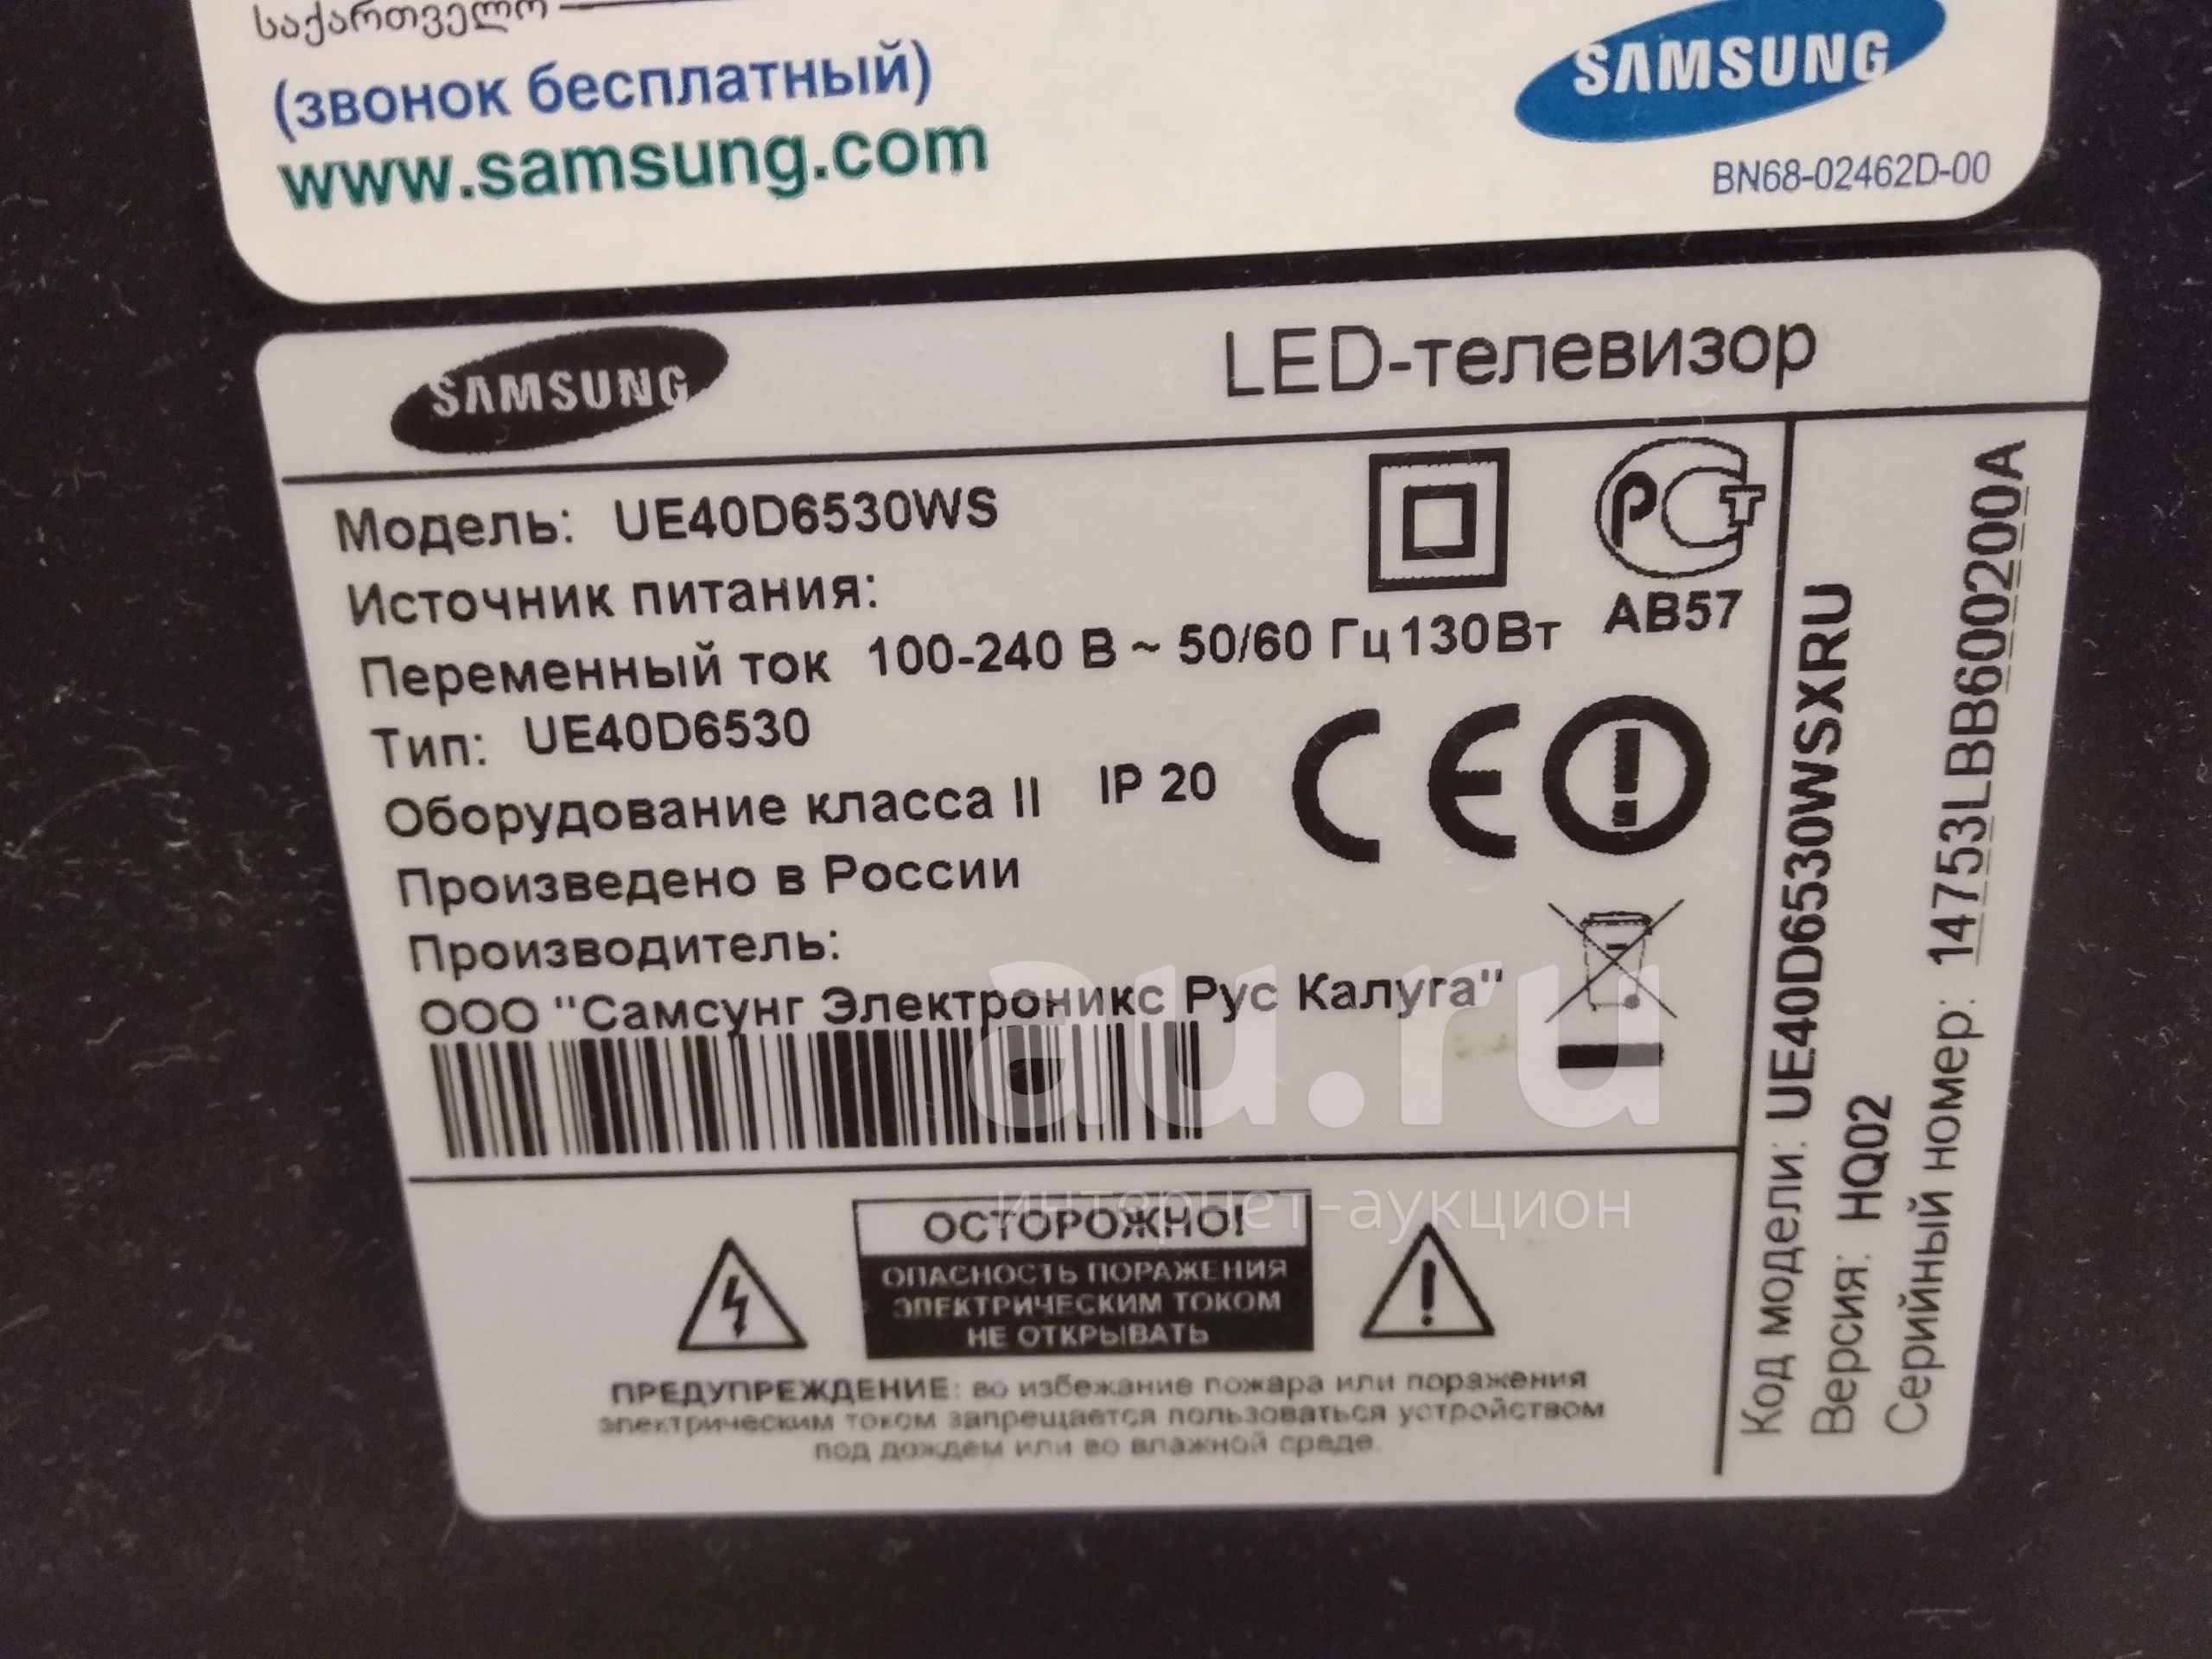 საქართველო
(звонок бесплатный)
www.samsung.com
SAMSUNG
BN68-02462D-00
SAMSUNG
LED-телевизор
Модель: UE40D6530WS
Источник питания:
Переменный ток 100-240 В ~ 50/60 Гц 130Вт
Тип: UE40D6530
Оборудование класса II IP 20
Произведено в России
Производитель:
ООО "Самсунг Электроникс Рус Калуга"
РСТ
АВ57
CE
Код модели: UE40D6530WSXRU
Версия: HQ02
Серийный номер: 14753LBB600200A
ОСТОРОЖНО!
ОПАСНОСТЬ ПОРАЖЕНИЯ
ЭЛЕКТРИЧЕСКИМ ТОКОМ
НЕ ОТКРЫВАТЬ
ПРЕДУПРЕЖДЕНИЕ: во избежание пожара или поражения
электрическим током запрещается пользоваться устройством
под дождем или во влажной среде.
au.ru
интернет-аукцион